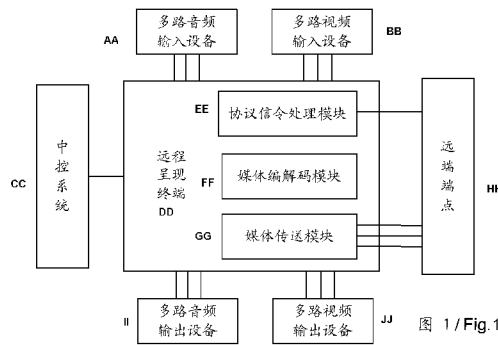 多路音频
输入设备
AA
多路视频
输入设备
BB
EE
协议信令处理模块
中
控
系
统
CC
远程
呈现
终端
DD
FF
媒体编解码模块
GG
媒体传送模块
远
端
端
点
HH
II
多路音频
输出设备
多路视频
输出设备
JJ
图 1/Fig.1